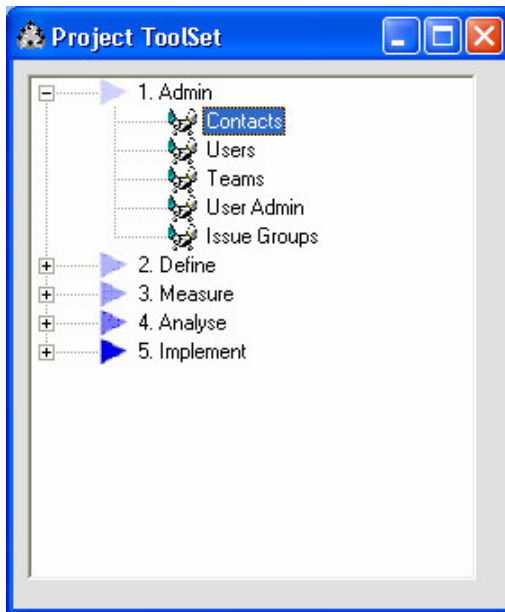 Project ToolSet
1. Admin
Contacts
Users
Teams
User Admin
Issue Groups
2. Define
3. Measure
4. Analyse
5. Implement